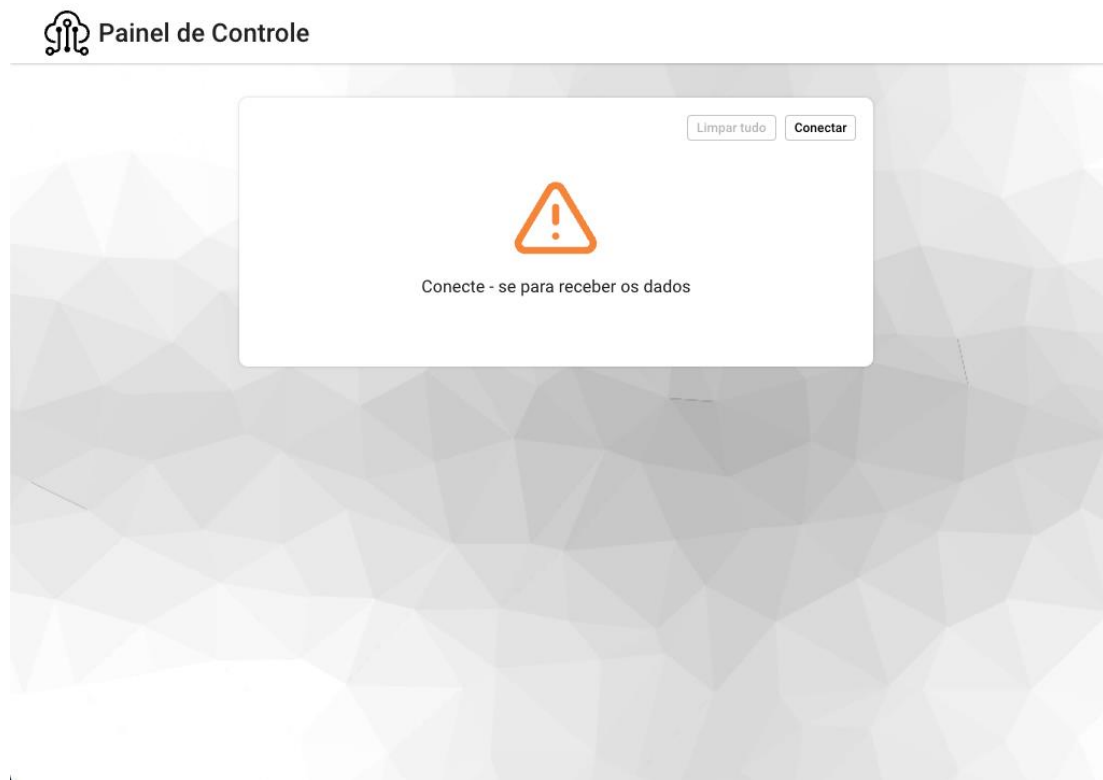 Painel de Controle
Limpar tudo Conectar
Conecte - se para receber os dados